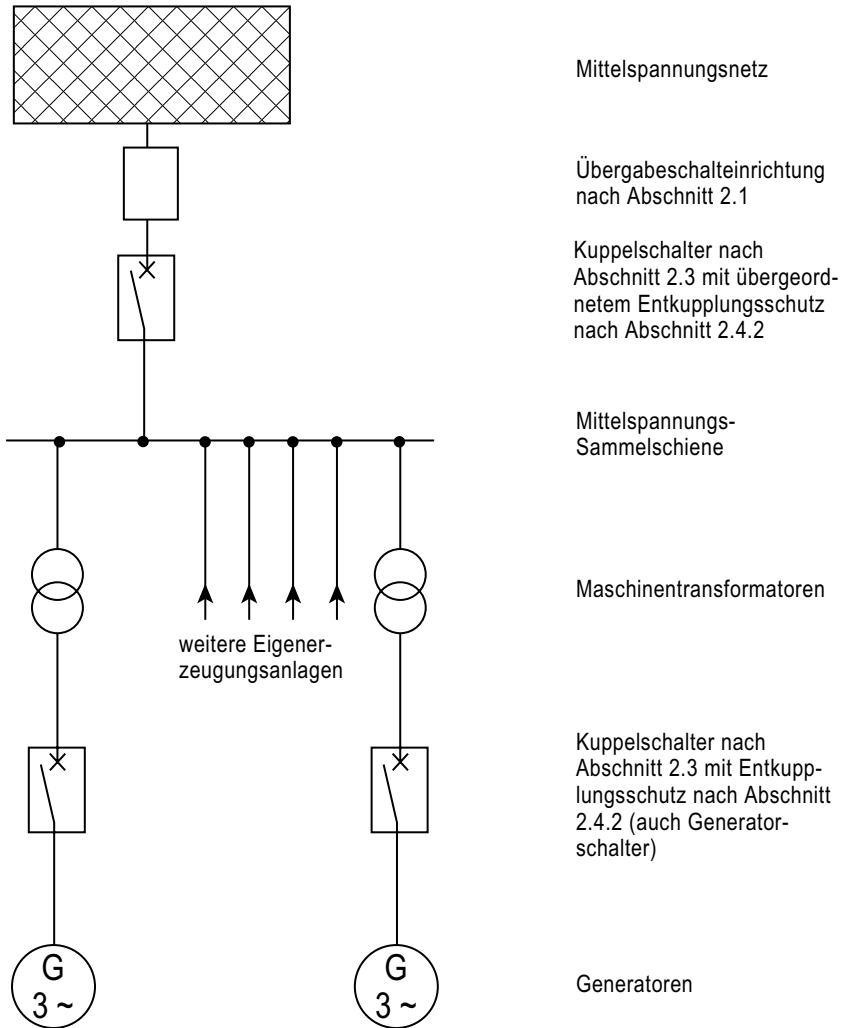 Mittelspannungsnetz
Übergabeschalteinrichtung
nach Abschnitt 2.1
Kuppelschalter nach
Abschnitt 2.3 mit übergeord-
netem Entkupplungsschutz
nach Abschnitt 2.4.2
Mittelspannungs-
Sammelschiene
Maschinentransformatoren
weitere Eigener-
zeugungsanlagen
Kuppelschalter nach
Abschnitt 2.3 mit Entkupp-
lungsschutz nach Abschnitt
2.4.2 (auch Generator-
schalter)
G
3 ~
G
3 ~
Generatoren